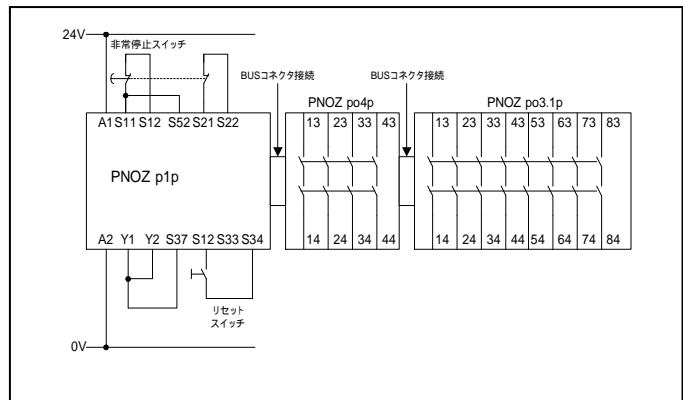 24V
非常停止スイッチ
BUSコネクタ接続
BUSコネクタ接続
PNOZ po4p
PNOZ po3.1p
A1 S11 S12 S52 S21 S22
13 23 33 43
13 23 33 43 53 63 73 83
PNOZ p1p
A2 Y1 Y2 S37 S12 S33 S34
14 24 34 44
14 24 34 44 54 64 74 84
リセット
スイッチ
0V